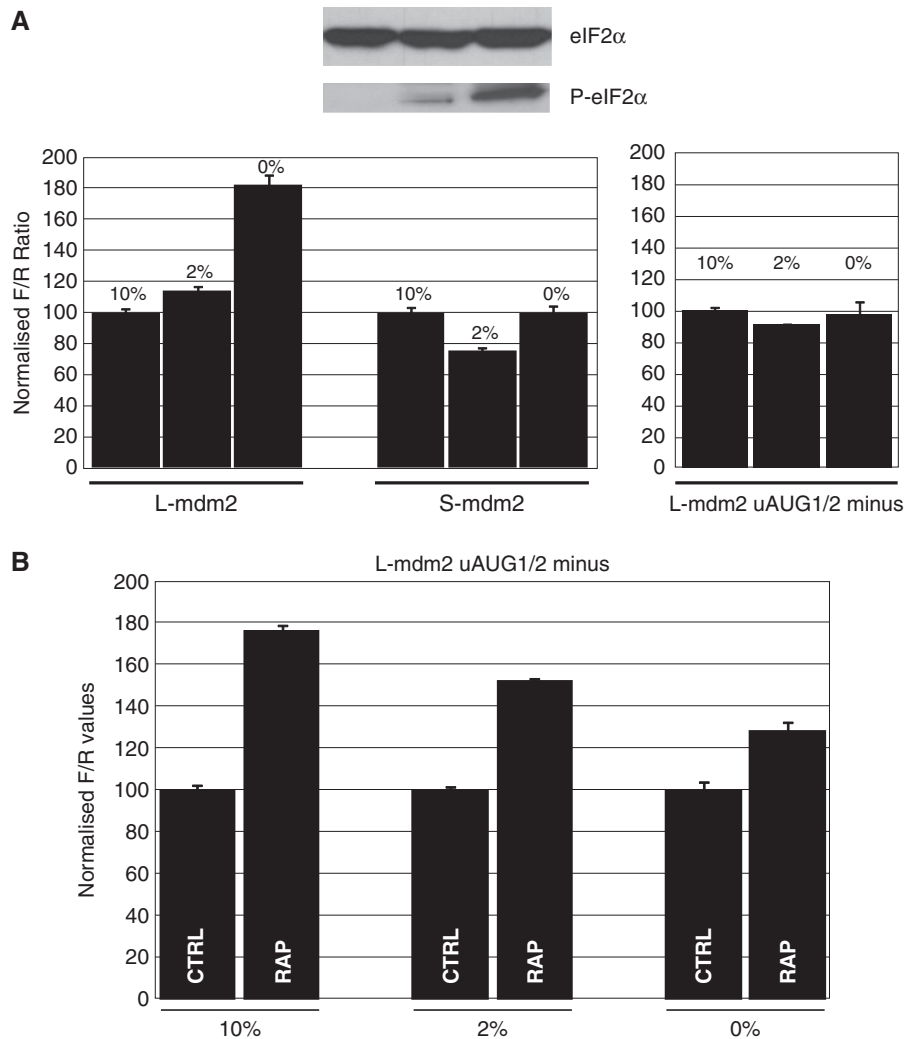 A
eIF2α
P-eIF2α
Normalised F/R Ratio
200
180
160
140
120
100
80
60
40
20
0
10%
2%
0%
10%
2%
0%
L-mdm2
S-mdm2
200
180
160
140
120
100
80
60
40
20
0
10%
2%
0%
L-mdm2 uAUG1/2 minus
B
L-mdm2 uAUG1/2 minus
Normalised F/R values
200
180
160
140
120
100
80
60
40
20
0
CTRL
RAP
CTRL
RAP
CTRL
RAP
10%
2%
0%